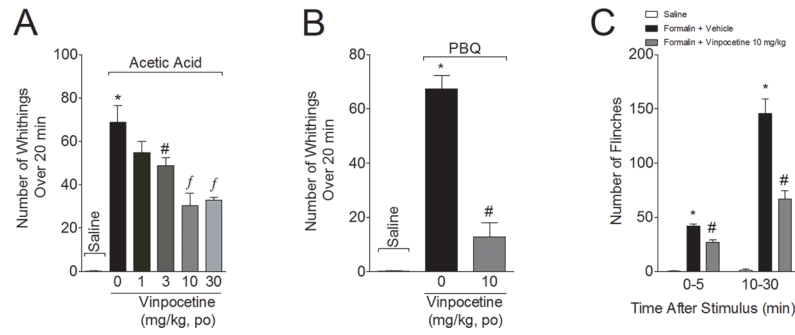 A
Number of Whithings
Over 20 min
100
80
60
40
20
0
Acetic Acid
Saline
*
#
ƒ
ƒ
0 1 3 10 30
Vinpocetine
(mg/kg, po)
B
Number of Whithings
Over 20 min
80
60
40
20
0
PBQ
Saline
*
#
0 10
Vinpocetine
(mg/kg, po)
C
Saline
Formalin + Vehicle
Formalin + Vinpocetine 10 mg/kg
Number of Flinches
200
150
100
50
0
*
#
*
#
0-5 10-30
Time After Stimulus (min)